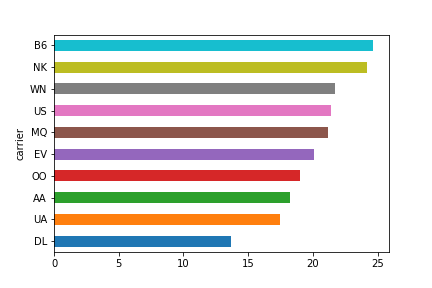 B6
NK
WN
US
MQ
EV
OO
AA
UA
DL
carrier
0 5 10 15 20 25